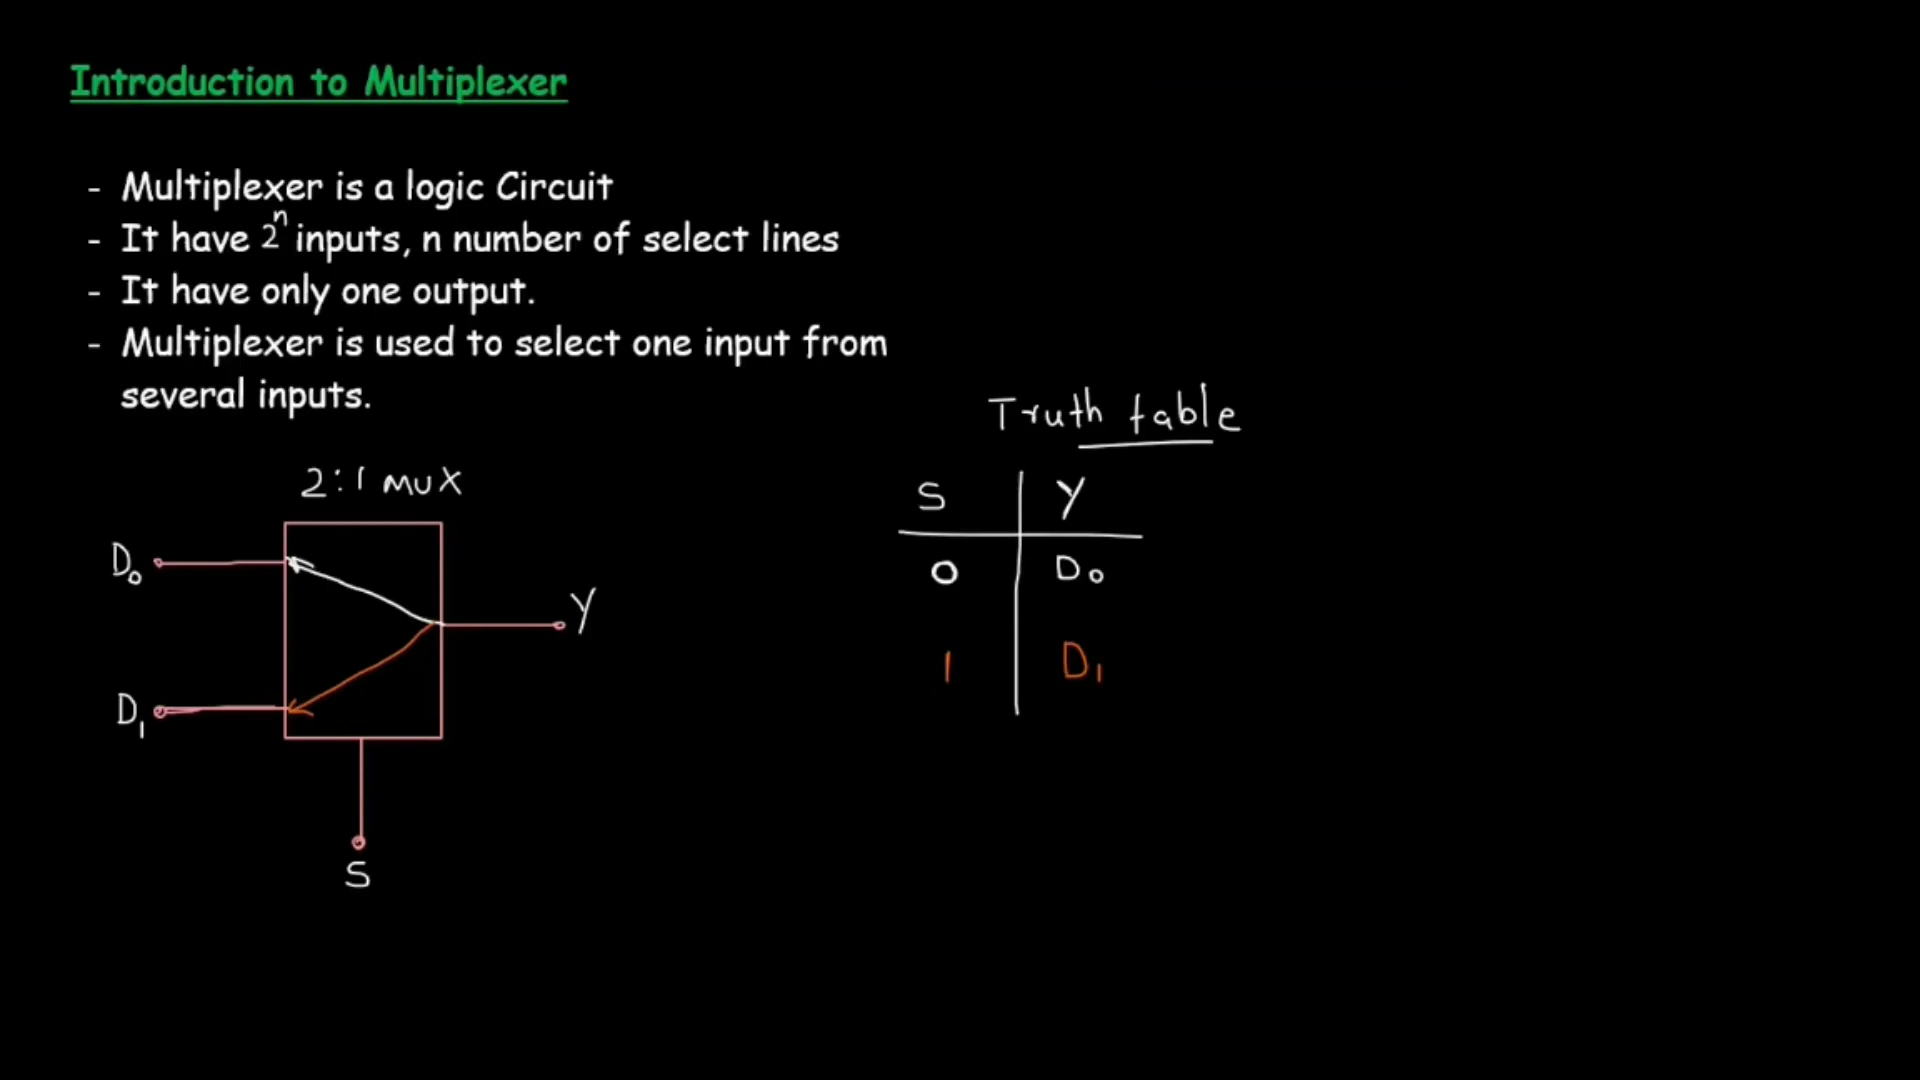 Introduction to Multiplexer
- Multiplexer is a logic Circuit
- It have 2ⁿ inputs, n number of select lines
- It have only one output.
- Multiplexer is used to select one input from
several inputs.
Truth table
2:1 MUX
S Y
D₀
0 D₀
Y
1 D₁
D₁
S